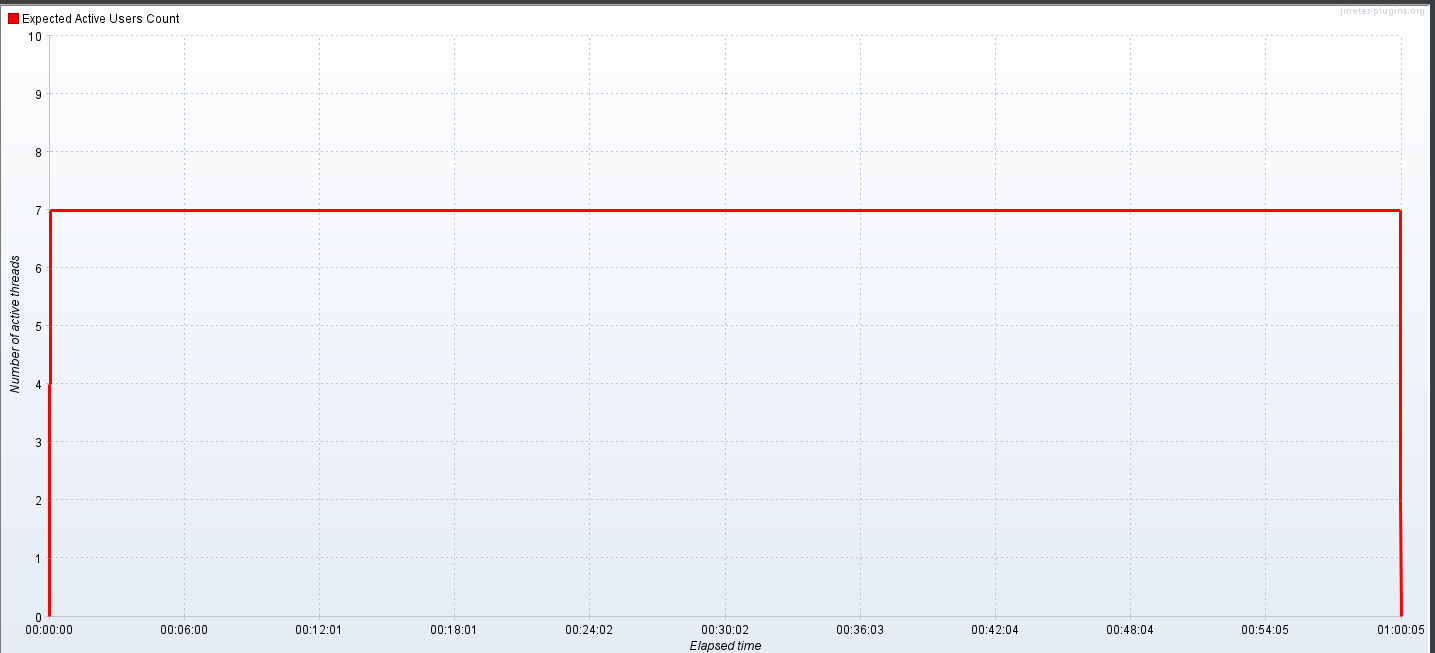 Expected Active Users Count
jmeter-plugins.org
10
9
8
7
6
5
4
3
2
1
0
Number of active threads
00:00:00 00:06:00 00:12:01 00:18:01 00:24:02 00:30:02 00:36:03 00:42:04 00:48:04 00:54:05 01:00:05
Elapsed time